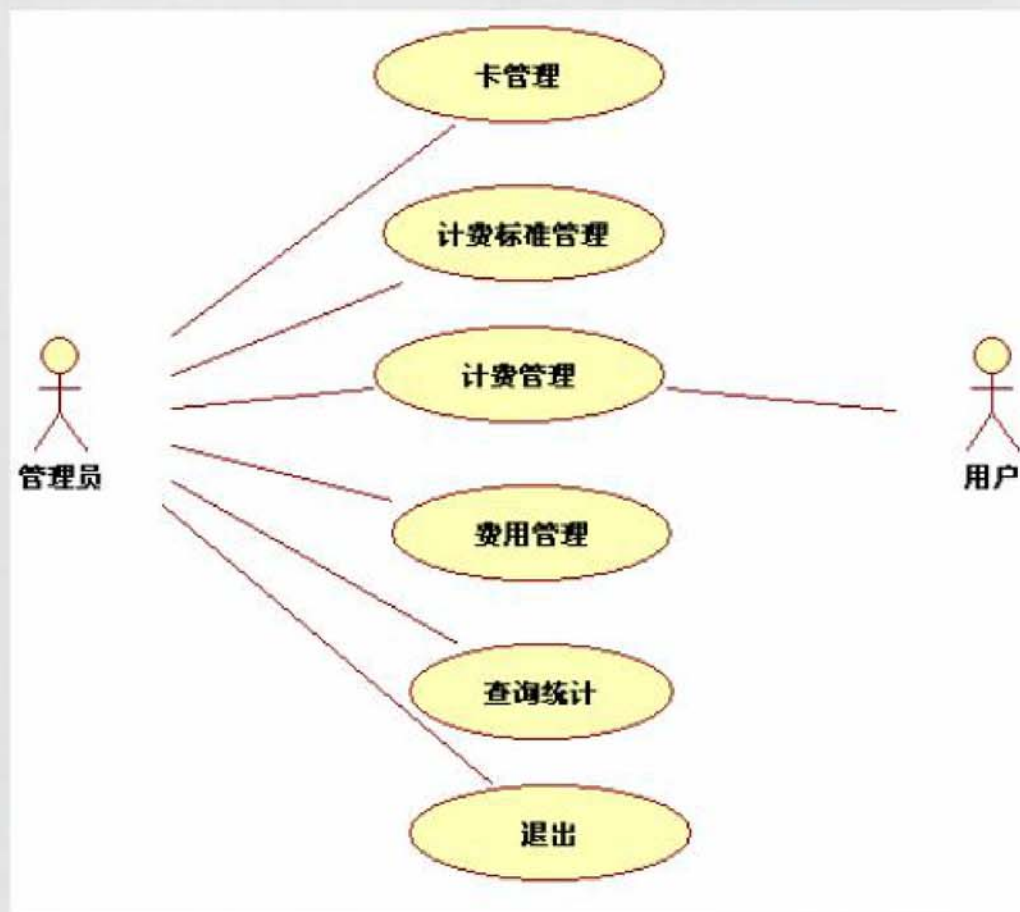 卡管理
计费标准管理
计费管理
管理员
用户
费用管理
查询统计
退出